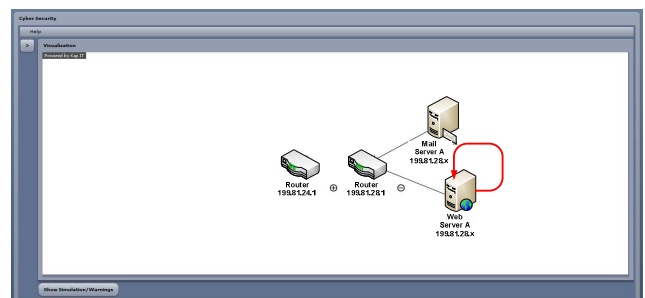 Cyber Security
Help
>
Visualization
Powered by Kap IT
Mail
Server A
199.81.28.x
Router
199.81.24.1
Router
199.81.28.1
Web
Server A
199.81.28.x
Show Simulation/Warnings